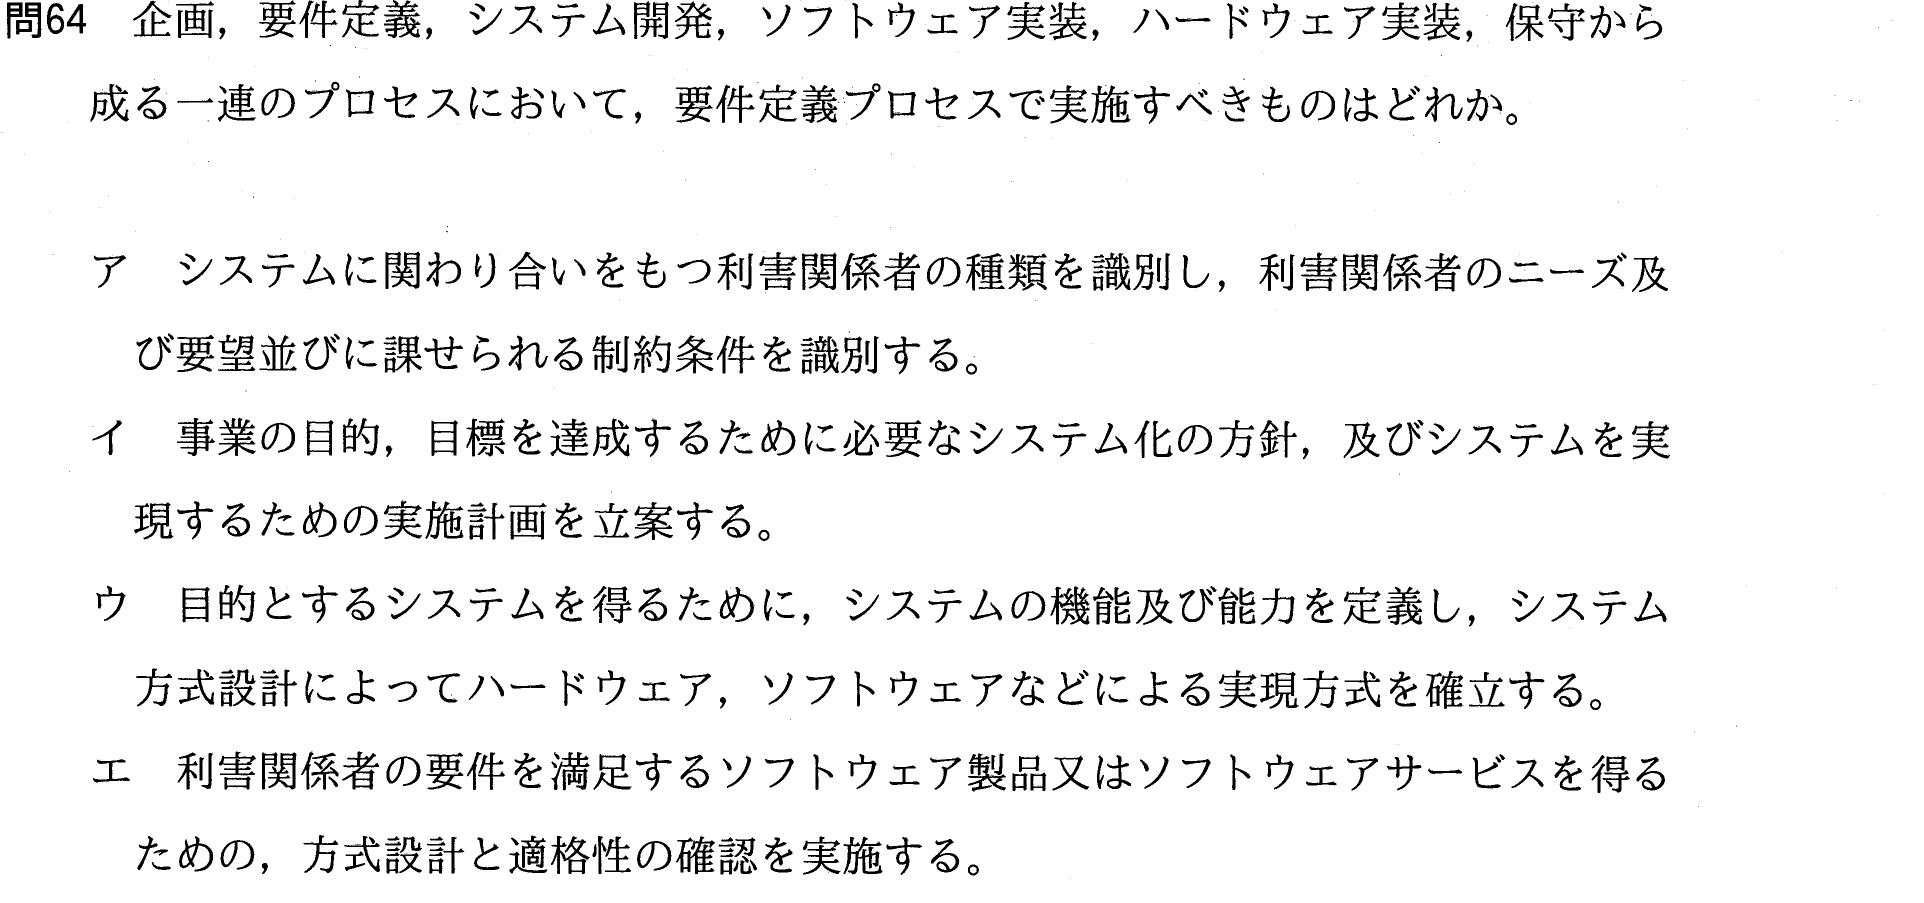 問64 企画，要件定義，システム開発，ソフトウェア実装，ハードウェア実装，保守から
成る一連のプロセスにおいて，要件定義プロセスで実施すべきものはどれか。
ア システムに関わり合いをもつ利害関係者の種類を識別し，利害関係者のニーズ及
び要望並びに課せられる制約条件を識別する。
イ 事業の目的，目標を達成するために必要なシステム化の方針，及びシステムを実
現するための実施計画を立案する。
ウ 目的とするシステムを得るために，システムの機能及び能力を定義し，システム
方式設計によってハードウェア，ソフトウェアなどによる実現方式を確立する。
エ 利害関係者の要件を満足するソフトウェア製品又はソフトウェアサービスを得る
ための，方式設計と適格性の確認を実施する。